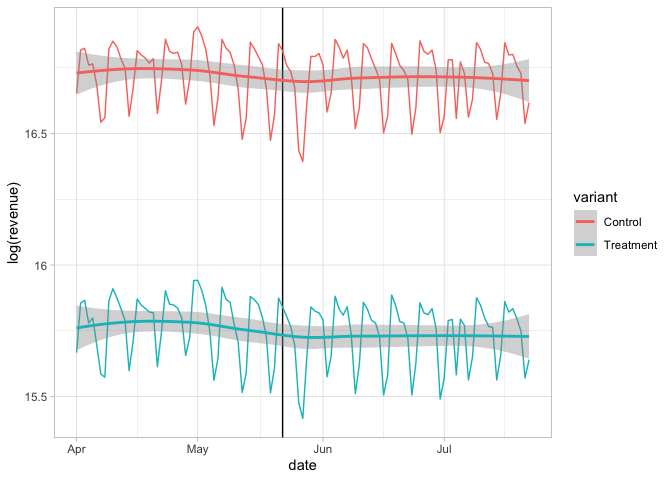 log(revenue)
16.5
16
15.5
Apr
May
Jun
Jul
date
variant
Control
Treatment